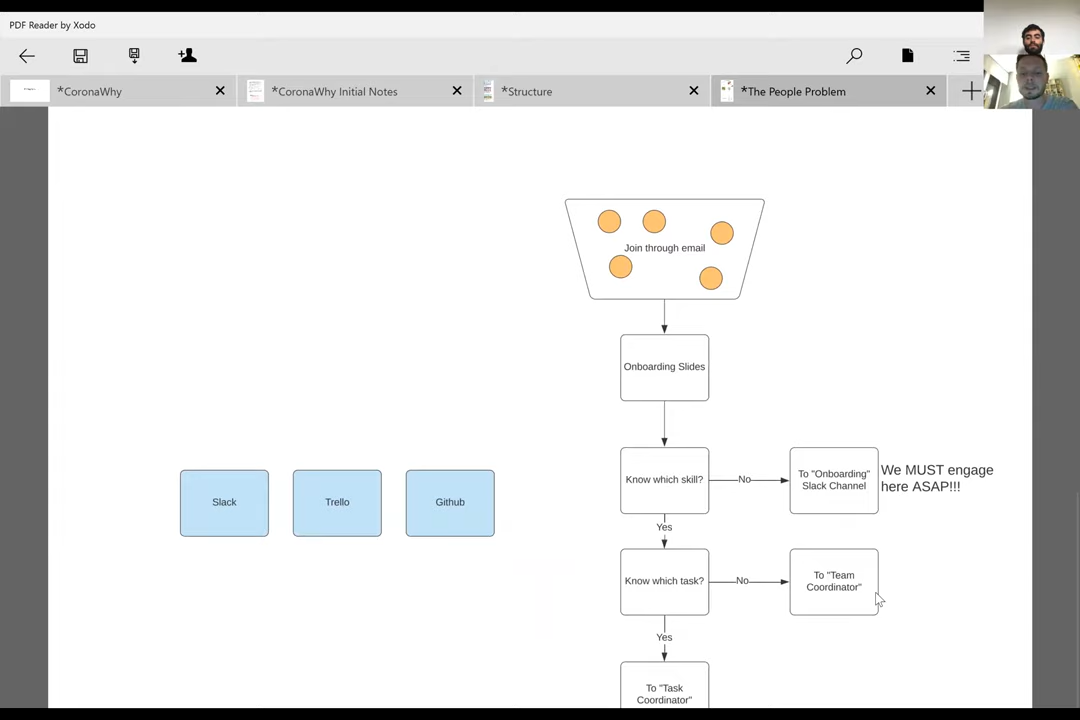 PDF Reader by Xodo
*CoronaWhy
*CoronaWhy Initial Notes
*Structure
*The People Problem
Join through email
Onboarding Slides
Know which skill?
No
To "Onboarding"
Slack Channel
We MUST engage
here ASAP!!!
Slack
Trello
Github
Yes
Know which task?
No
To "Team
Coordinator"
Yes
To "Task
Coordinator"